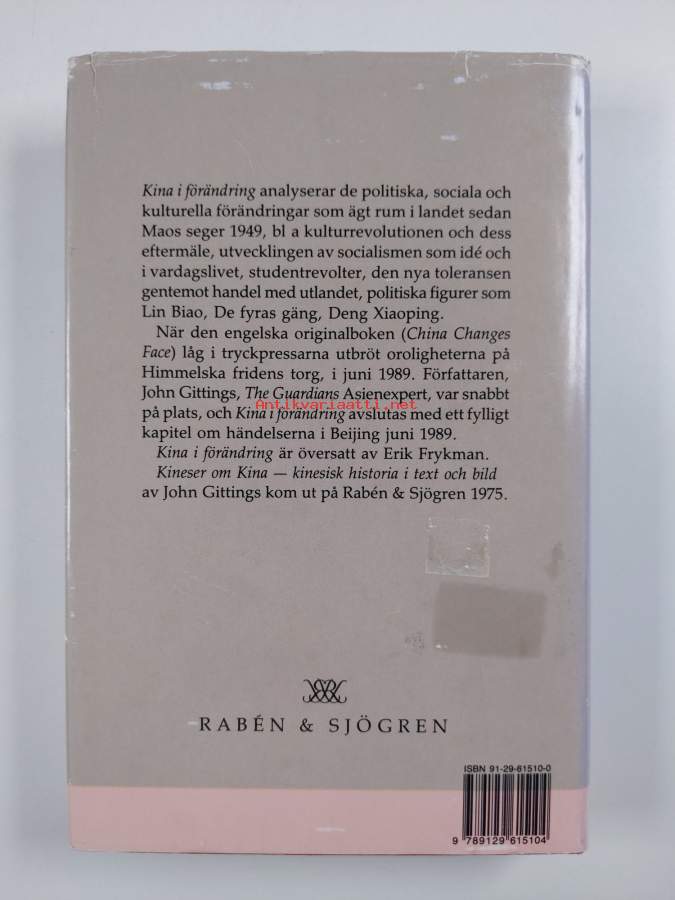 Kina i förändring analyserar de politiska, sociala och
kulturella förändringar som ägt rum i landet sedan
Maos seger 1949, bl a kulturrevolutionen och dess
eftermäle, utvecklingen av socialismen som idé och
i vardagslivet, studentrevolter, den nya toleransen
gentemot handel med utlandet, politiska figurer som
Lin Biao, De fyras gäng, Deng Xiaoping.
När den engelska originalboken (China Changes
Face) låg i tryckpressarna utbröt oroligheterna på
Himmelska fridens torg, i juni 1989. Författaren,
John Gittings, The Guardians Asienexpert, var snabbt
Antikvariaatti.net
på plats, och Kina i förändring avslutas med ett fylligt
kapitel om händelserna i Beijing juni 1989.
Kina i förändring är översatt av Erik Frykman.
Kineser om Kina — kinesisk historia i text och bild
av John Gittings kom ut på Rabén & Sjögren 1975.
RABÉN & SJÖGREN
ISBN 91-29-61510-0
9 789129 615104